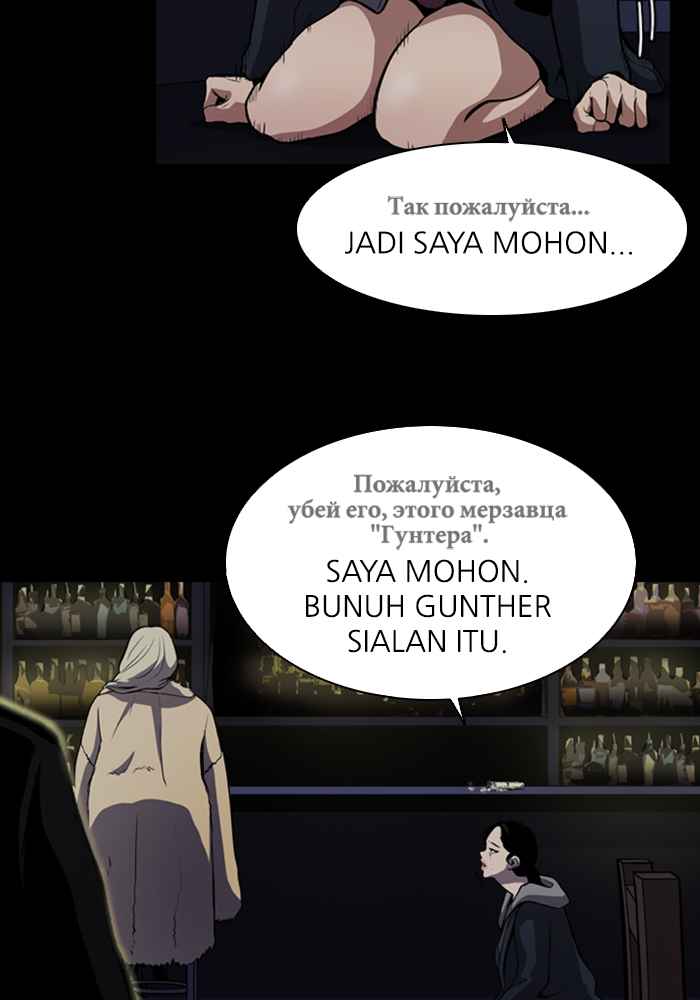 Так пожалуйста...
JADI SAYA MOHON...
Пожалуйста,
убей его, этого мерзавца
"Гунтера".
SAYA MOHON.
BUNUH GUNTHER
SIALAN ITU.